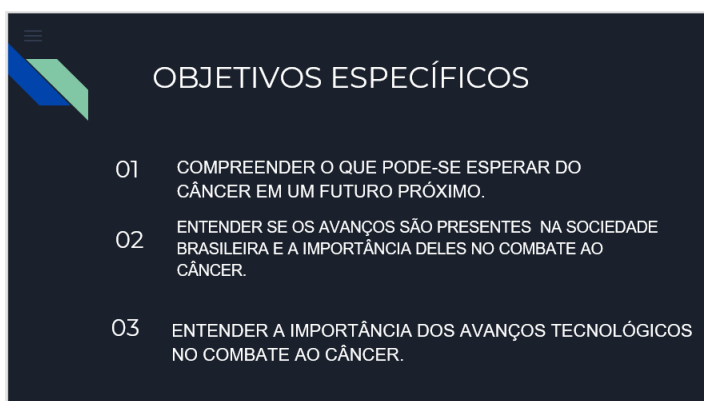 OBJETIVOS ESPECÍFICOS
01 COMPREENDER O QUE PODE-SE ESPERAR DO
CÂNCER EM UM FUTURO PRÓXIMO.
02 ENTENDER SE OS AVANÇOS SÃO PRESENTES NA SOCIEDADE
BRASILEIRA E A IMPORTÂNCIA DELES NO COMBATE AO
CÂNCER.
03 ENTENDER A IMPORTÂNCIA DOS AVANÇOS TECNOLÓGICOS
NO COMBATE AO CÂNCER.